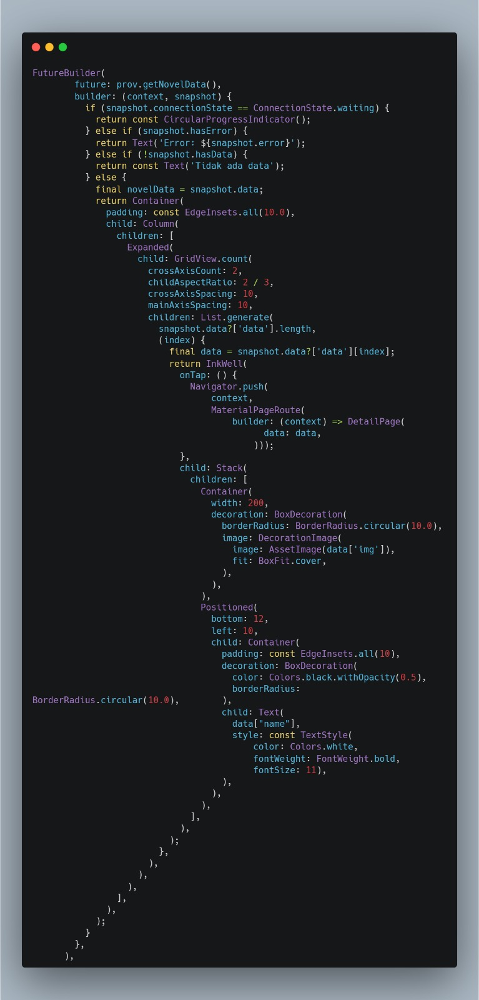 FutureBuilder(
        future: prov.getNovelData(),
        builder: (context, snapshot) {
          if (snapshot.connectionState == ConnectionState.waiting) {
            return const CircularProgressIndicator();
          } else if (snapshot.hasError) {
            return Text('Error: ${snapshot.error}');
          } else if (!snapshot.hasData) {
            return const Text('Tidak ada data');
          } else {
            final novelData = snapshot.data;
            return Container(
              padding: const EdgeInsets.all(10.0),
              child: Column(
                children: [
                  Expanded(
                    child: GridView.count(
                      crossAxisCount: 2,
                      childAspectRatio: 2 / 3,
                      crossAxisSpacing: 10,
                      mainAxisSpacing: 10,
                      children: List.generate(
                        snapshot.data?['data'].length,
                        (index) {
                          final data = snapshot.data?['data'][index];
                          return InkWell(
                            onTap: () {
                              Navigator.push(
                                  context,
                                  MaterialPageRoute(
                                      builder: (context) => DetailPage(
                                            data: data,
                                          )));
                            },
                            child: Stack(
                              children: [
                                Container(
                                  width: 200,
                                  decoration: BoxDecoration(
                                    borderRadius: BorderRadius.circular(10.0),
                                    image: DecorationImage(
                                      image: AssetImage(data['img']),
                                      fit: BoxFit.cover,
                                    ),
                                  ),
                                ),
                                Positioned(
                                  bottom: 12,
                                  left: 10,
                                  child: Container(
                                    padding: const EdgeInsets.all(10),
                                    decoration: BoxDecoration(
                                      color: Colors.black.withOpacity(0.5),
                                      borderRadius:
BorderRadius.circular(10.0),        ),
                                    child: Text(
                                      data["name"],
                                      style: const TextStyle(
                                          color: Colors.white,
                                          fontWeight: FontWeight.bold,
                                          fontSize: 11),
                                    ),
                                  ),
                                ),
                              ],
                            ),
                          );
                        },
                      ),
                    ),
                  ),
                ],
              ),
            );
          }
        },
      ),